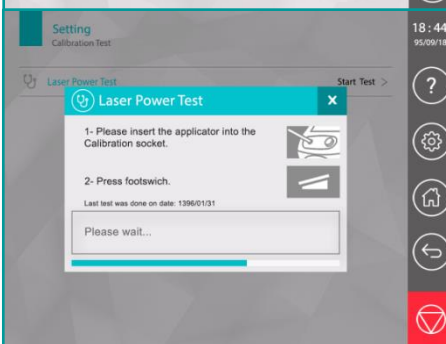 Setting
Calibration Test
18:44
95/09/18
Laser Power Test
Start Test >
Laser Power Test
x
1- Please insert the applicator into the
Calibration socket.
2- Press footswich.
Last test was done on date: 1396/01/31
Please wait...
?